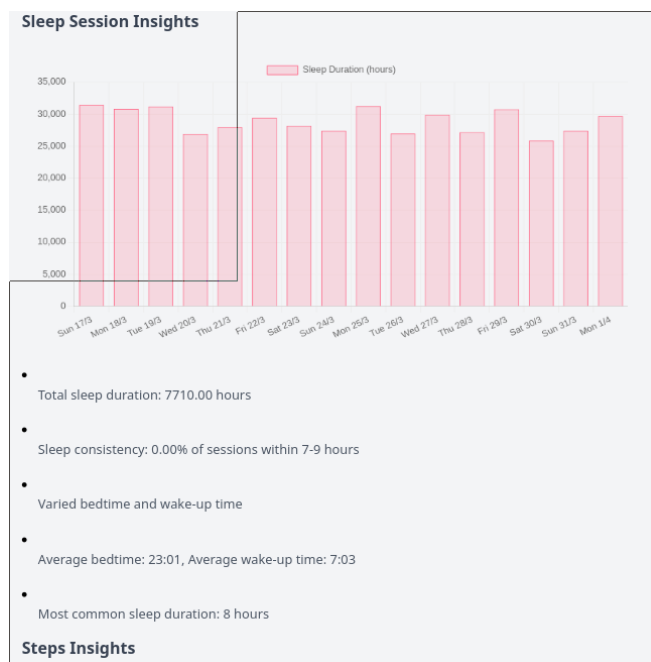 Sleep Session Insights
Sleep Duration (hours)
35,000
30,000
25,000
20,000
15,000
10,000
5,000
0
Sun 17/3 Mon 18/3 Tue 19/3 Wed 20/3 Thu 21/3 Fri 22/3 Sat 23/3 Sun 24/3 Mon 25/3 Tue 26/3 Wed 27/3 Thu 28/3 Fri 29/3 Sat 30/3 Sun 31/3 Mon 1/4
Total sleep duration: 7710.00 hours
Sleep consistency: 0.00% of sessions within 7-9 hours
Varied bedtime and wake-up time
Average bedtime: 23:01, Average wake-up time: 7:03
Most common sleep duration: 8 hours
Steps Insights